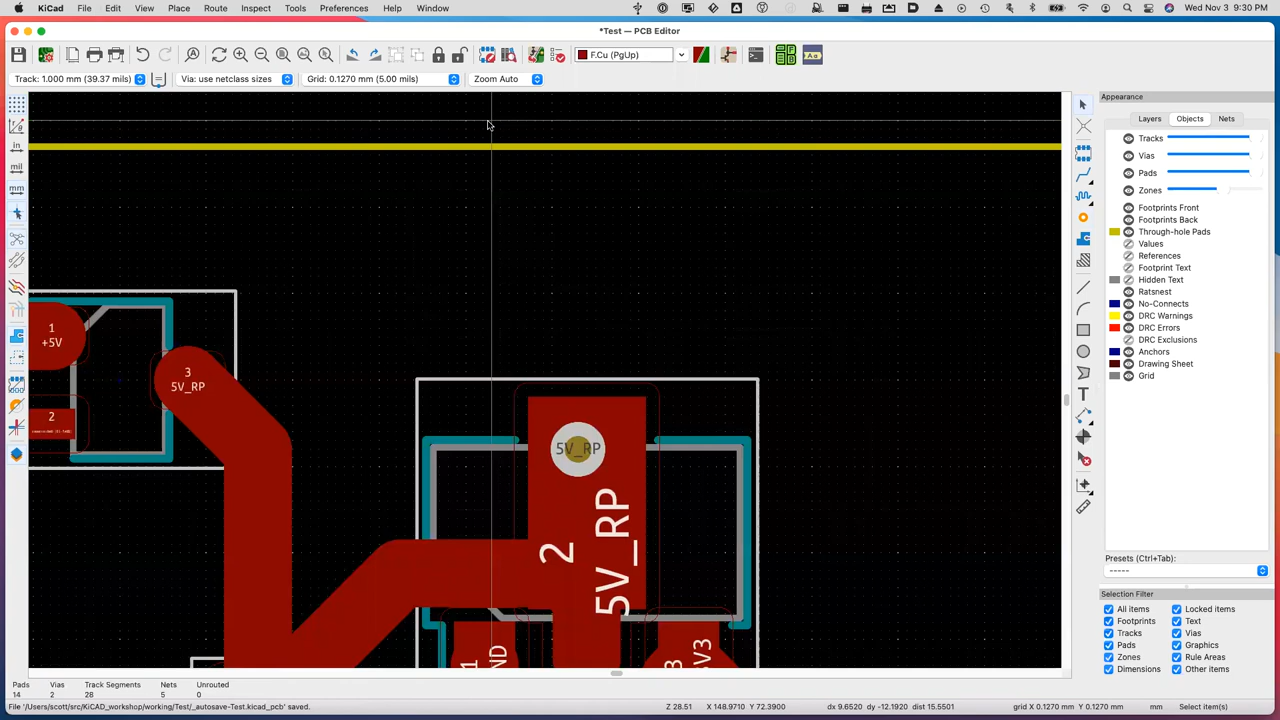 KiCad File Edit View Place Route Inspect Tools Preferences Help Window Wed Nov 3 9:30 PM
*Test — PCB Editor
F.Cu (PgUp)
Track: 1.000 mm (39.37 mils) Via: use netclass sizes Grid: 0.1270 mm (5.00 mils) Zoom Auto
Appearance
Layers Objects Nets
Tracks
Vias
Pads
Zones
Footprints Front
Footprints Back
Through-hole Pads
Values
References
Footprint Text
Hidden Text
Ratsnest
No-Connects
DRC Warnings
DRC Errors
DRC Exclusions
Anchors
Drawing Sheet
Grid
in
mil
mm
1
+5V
3
5V_RP
2
5V_RP
2
5V_RP
1
GND
3
3V3
Presets (Ctrl+Tab):
-----
Selection Filter
All items Locked items
Footprints Text
Tracks Vias
Pads Graphics
Zones Rule Areas
Dimensions Other items
Pads Vias Track Segments Nets Unrouted
14 2 28 5 0
File '/Users/scott/src/KiCAD_workshop/working/Test/_autosave-Test.kicad_pcb' saved. Z 28.51 X 148.9710 Y 72.3900 dx 9.6520 dy -12.1920 dist 15.5501 grid X 0.1270 Y 0.1270 mm Select item(s)